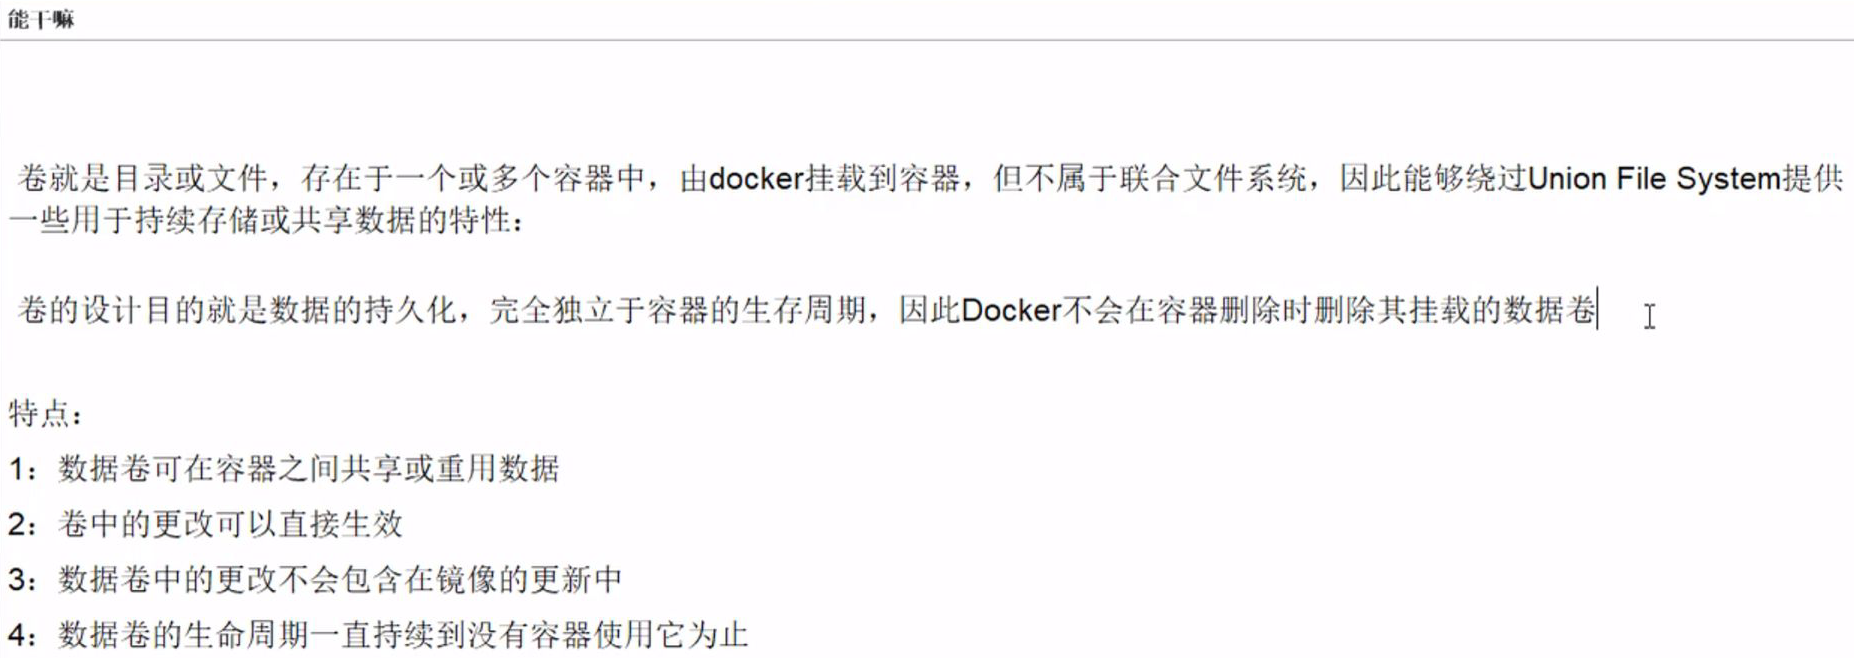 能干嘛
卷就是目录或文件，存在于一个或多个容器中，由docker挂载到容器，但不属于联合文件系统，因此能够绕过Union File System提供
一些用于持续存储或共享数据的特性：
卷的设计目的就是数据的持久化，完全独立于容器的生存周期，因此Docker不会在容器删除时删除其挂载的数据卷
特点：
1：数据卷可在容器之间共享或重用数据
2：卷中的更改可以直接生效
3：数据卷中的更改不会包含在镜像的更新中
4：数据卷的生命周期一直持续到没有容器使用它为止